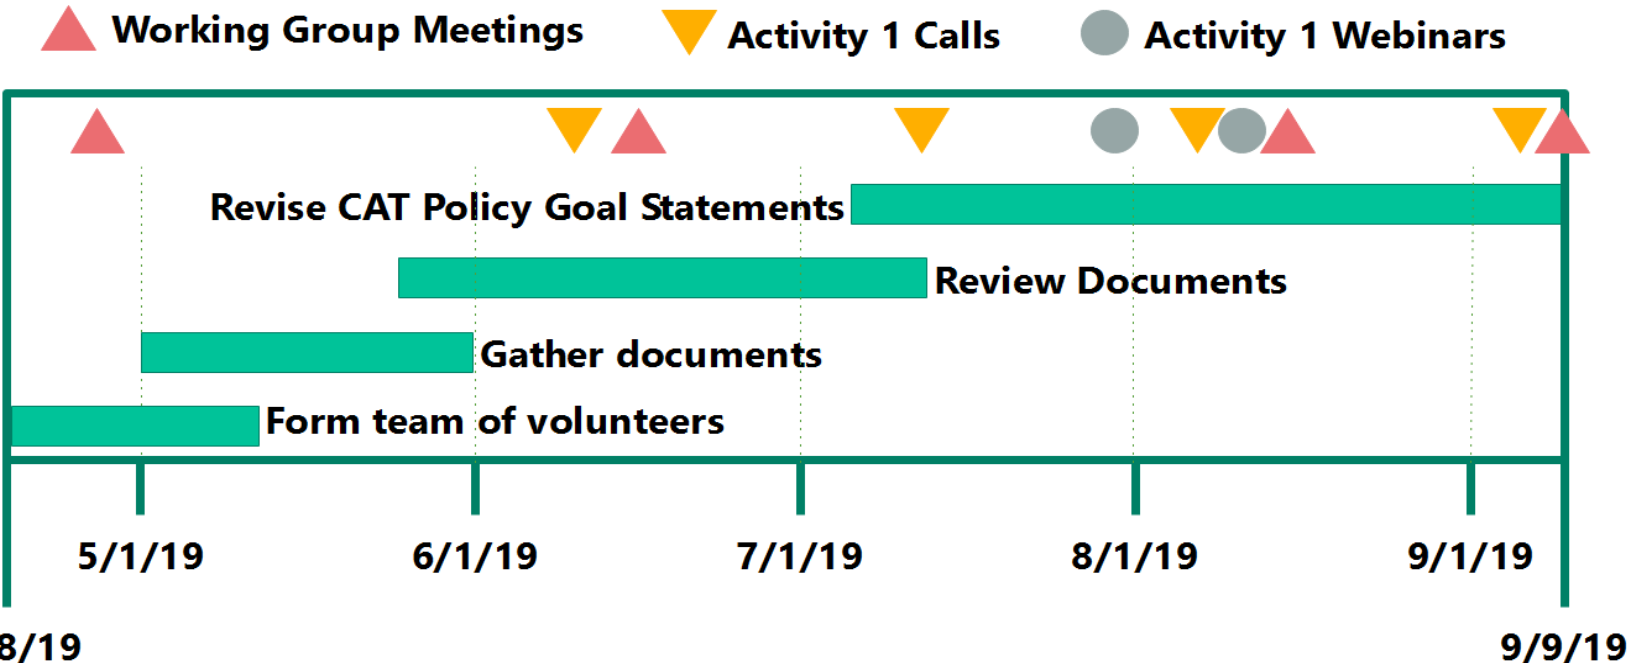 Working Group Meetings
Activity 1 Calls
Activity 1 Webinars
Revise CAT Policy Goal Statements
Review Documents
Gather documents
Form team of volunteers
5/1/19
6/1/19
7/1/19
8/1/19
9/1/19
8/19
9/9/19